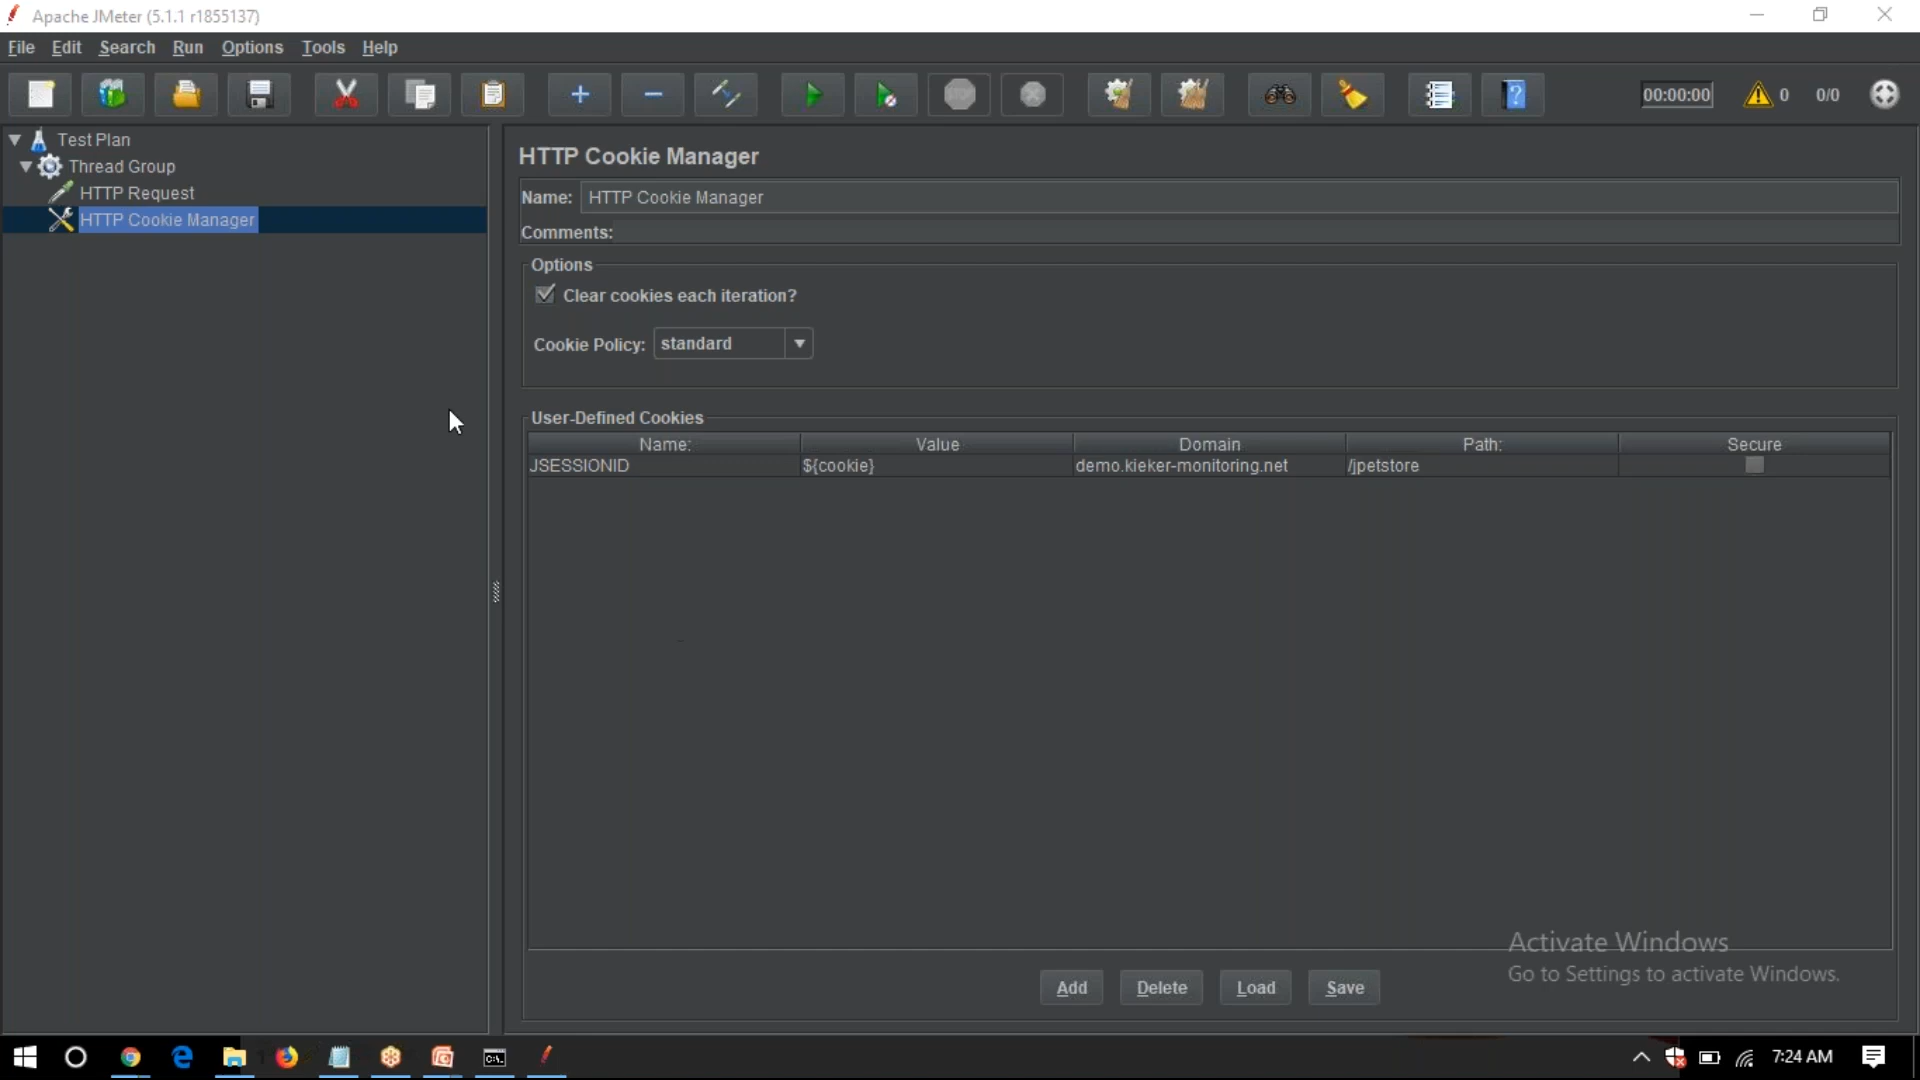 Apache JMeter (5.1.1 r1855137)
File Edit Search Run Options Tools Help
00:00:00 0 0/0
Test Plan
Thread Group
HTTP Request
HTTP Cookie Manager
HTTP Cookie Manager
Name: HTTP Cookie Manager
Comments:
Options
Clear cookies each iteration?
Cookie Policy: standard
User-Defined Cookies
Name: Value Domain Path: Secure
JSESSIONID ${cookie} demo.kieker-monitoring.net /jpetstore
Activate Windows
Go to Settings to activate Windows.
Add Delete Load Save
7:24 AM